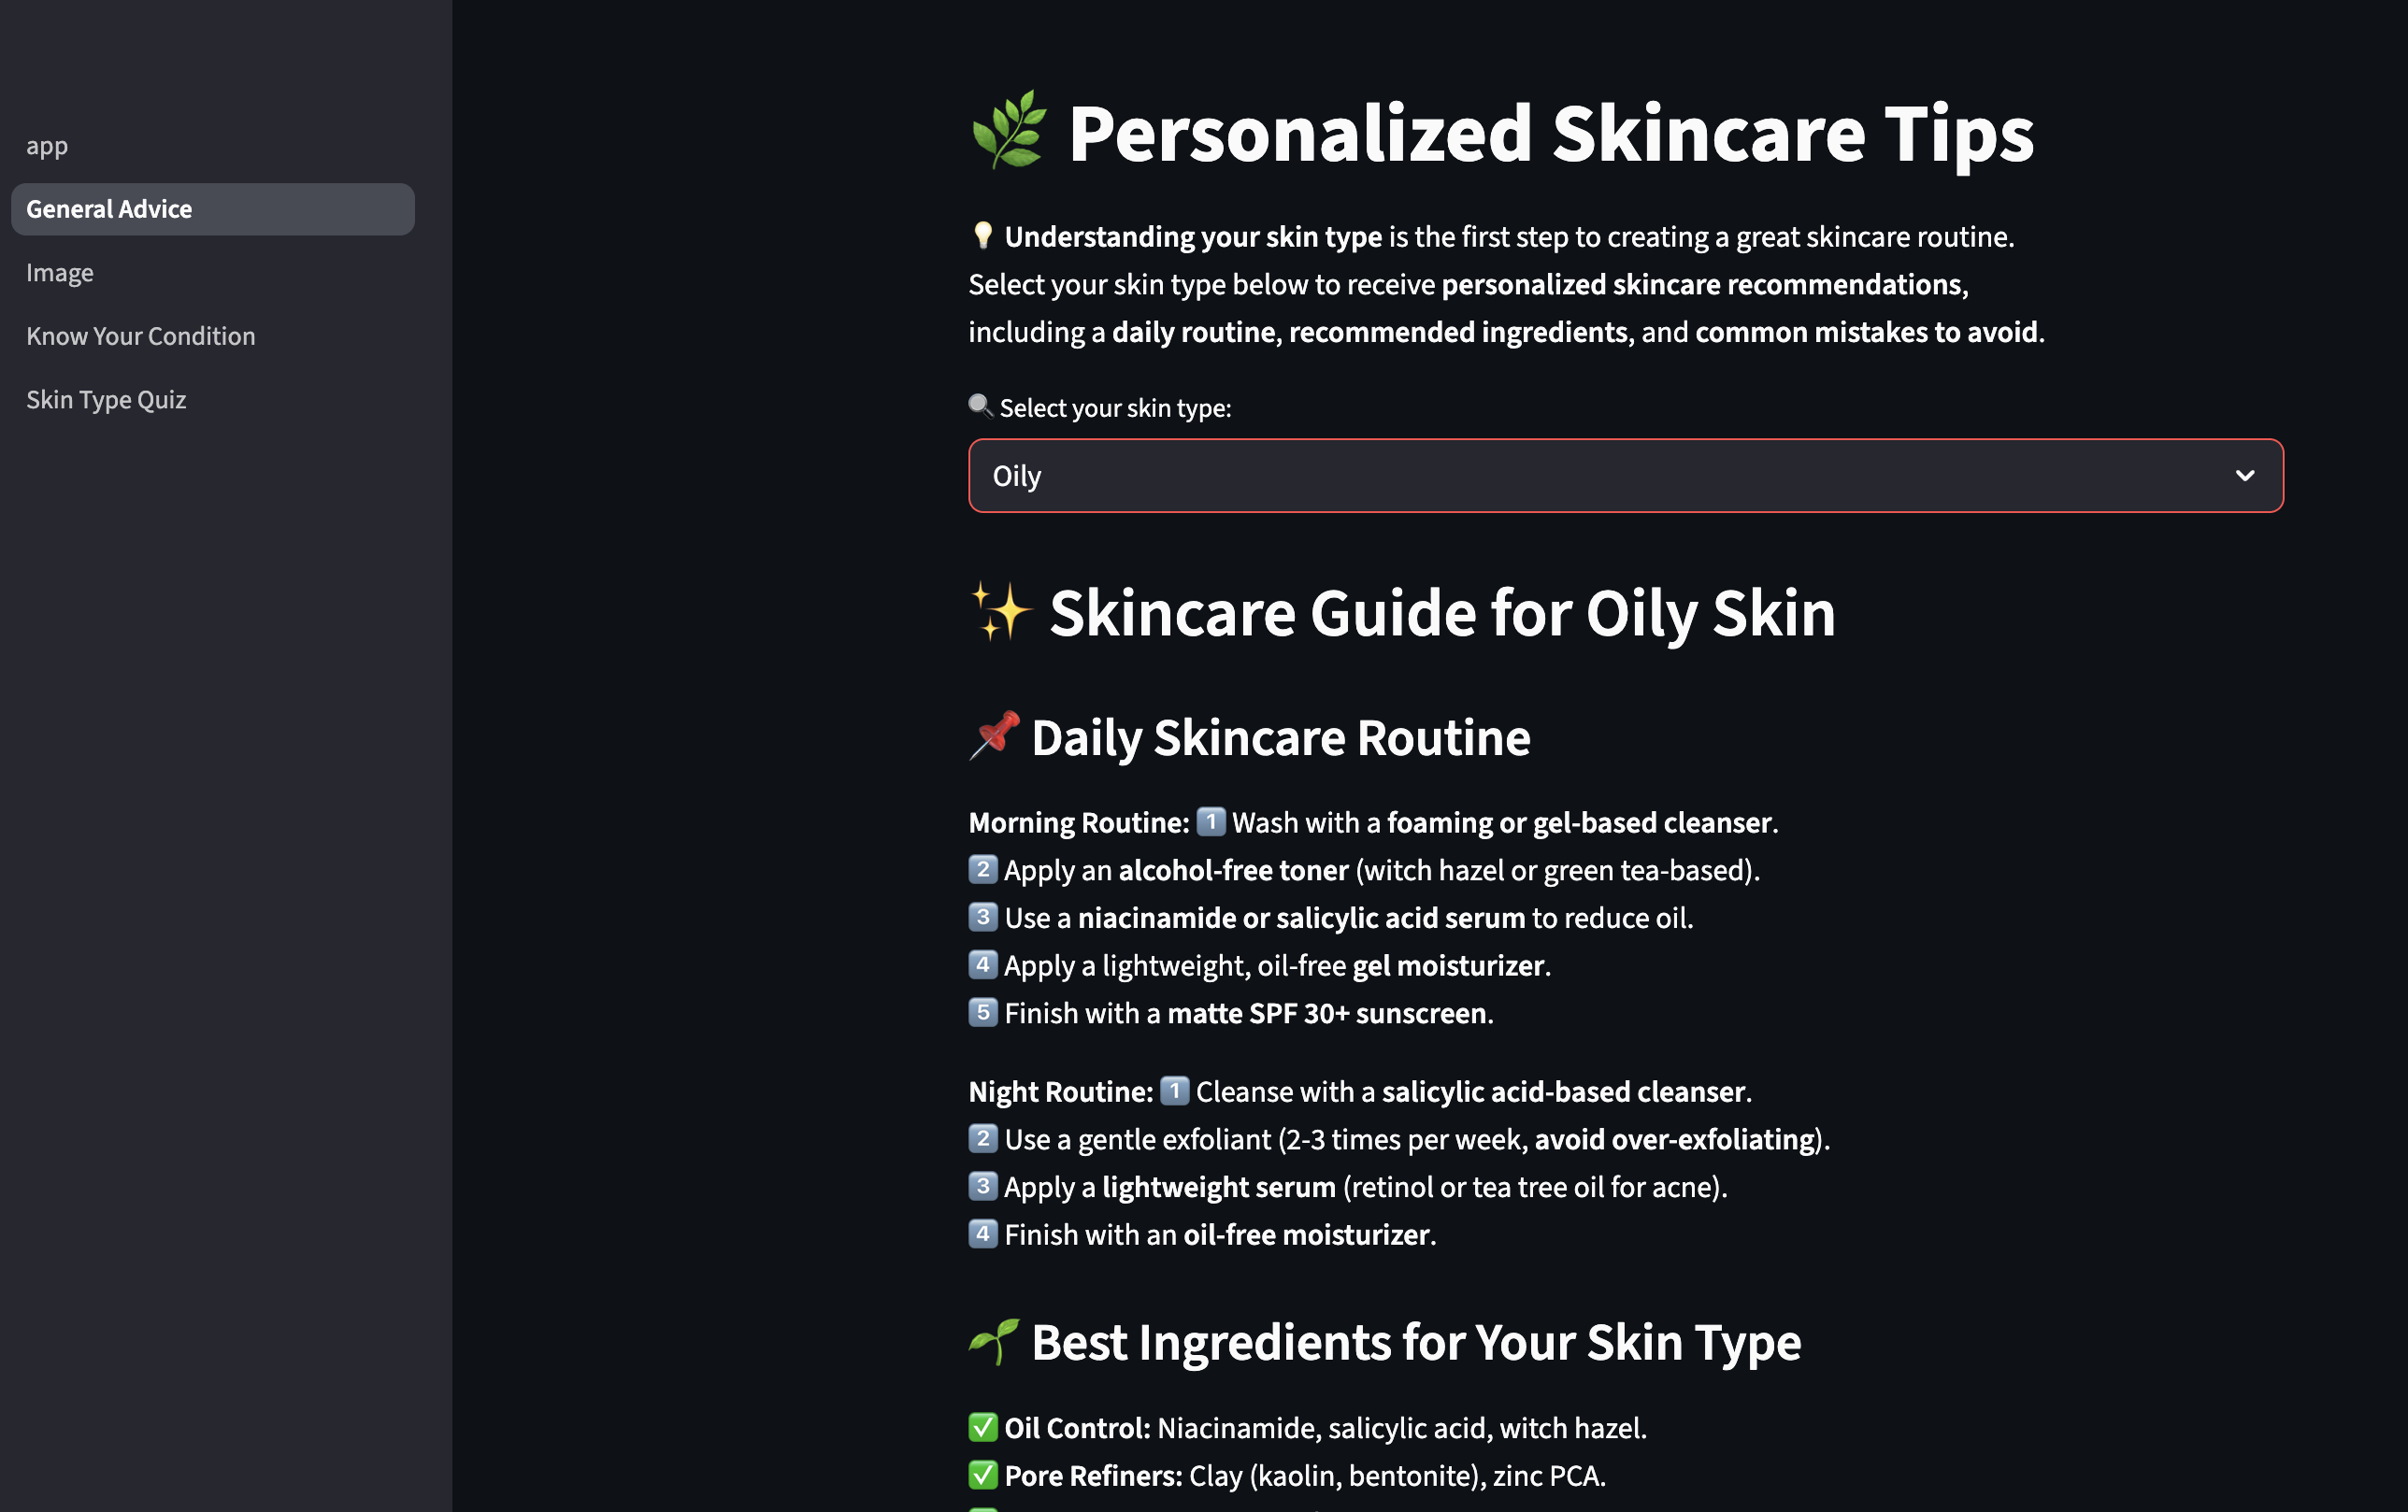 app
General Advice
Image
Know Your Condition
Skin Type Quiz
🌿 Personalized Skincare Tips
💡 Understanding your skin type is the first step to creating a great skincare routine.
Select your skin type below to receive personalized skincare recommendations,
including a daily routine, recommended ingredients, and common mistakes to avoid.
🔍 Select your skin type:
Oily
✨ Skincare Guide for Oily Skin
📌 Daily Skincare Routine
Morning Routine: 1️⃣ Wash with a foaming or gel-based cleanser.
2️⃣ Apply an alcohol-free toner (witch hazel or green tea-based).
3️⃣ Use a niacinamide or salicylic acid serum to reduce oil.
4️⃣ Apply a lightweight, oil-free gel moisturizer.
5️⃣ Finish with a matte SPF 30+ sunscreen.
Night Routine: 1️⃣ Cleanse with a salicylic acid-based cleanser.
2️⃣ Use a gentle exfoliant (2-3 times per week, avoid over-exfoliating).
3️⃣ Apply a lightweight serum (retinol or tea tree oil for acne).
4️⃣ Finish with an oil-free moisturizer.
🌱 Best Ingredients for Your Skin Type
✅ Oil Control: Niacinamide, salicylic acid, witch hazel.
✅ Pore Refiners: Clay (kaolin, bentonite), zinc PCA.